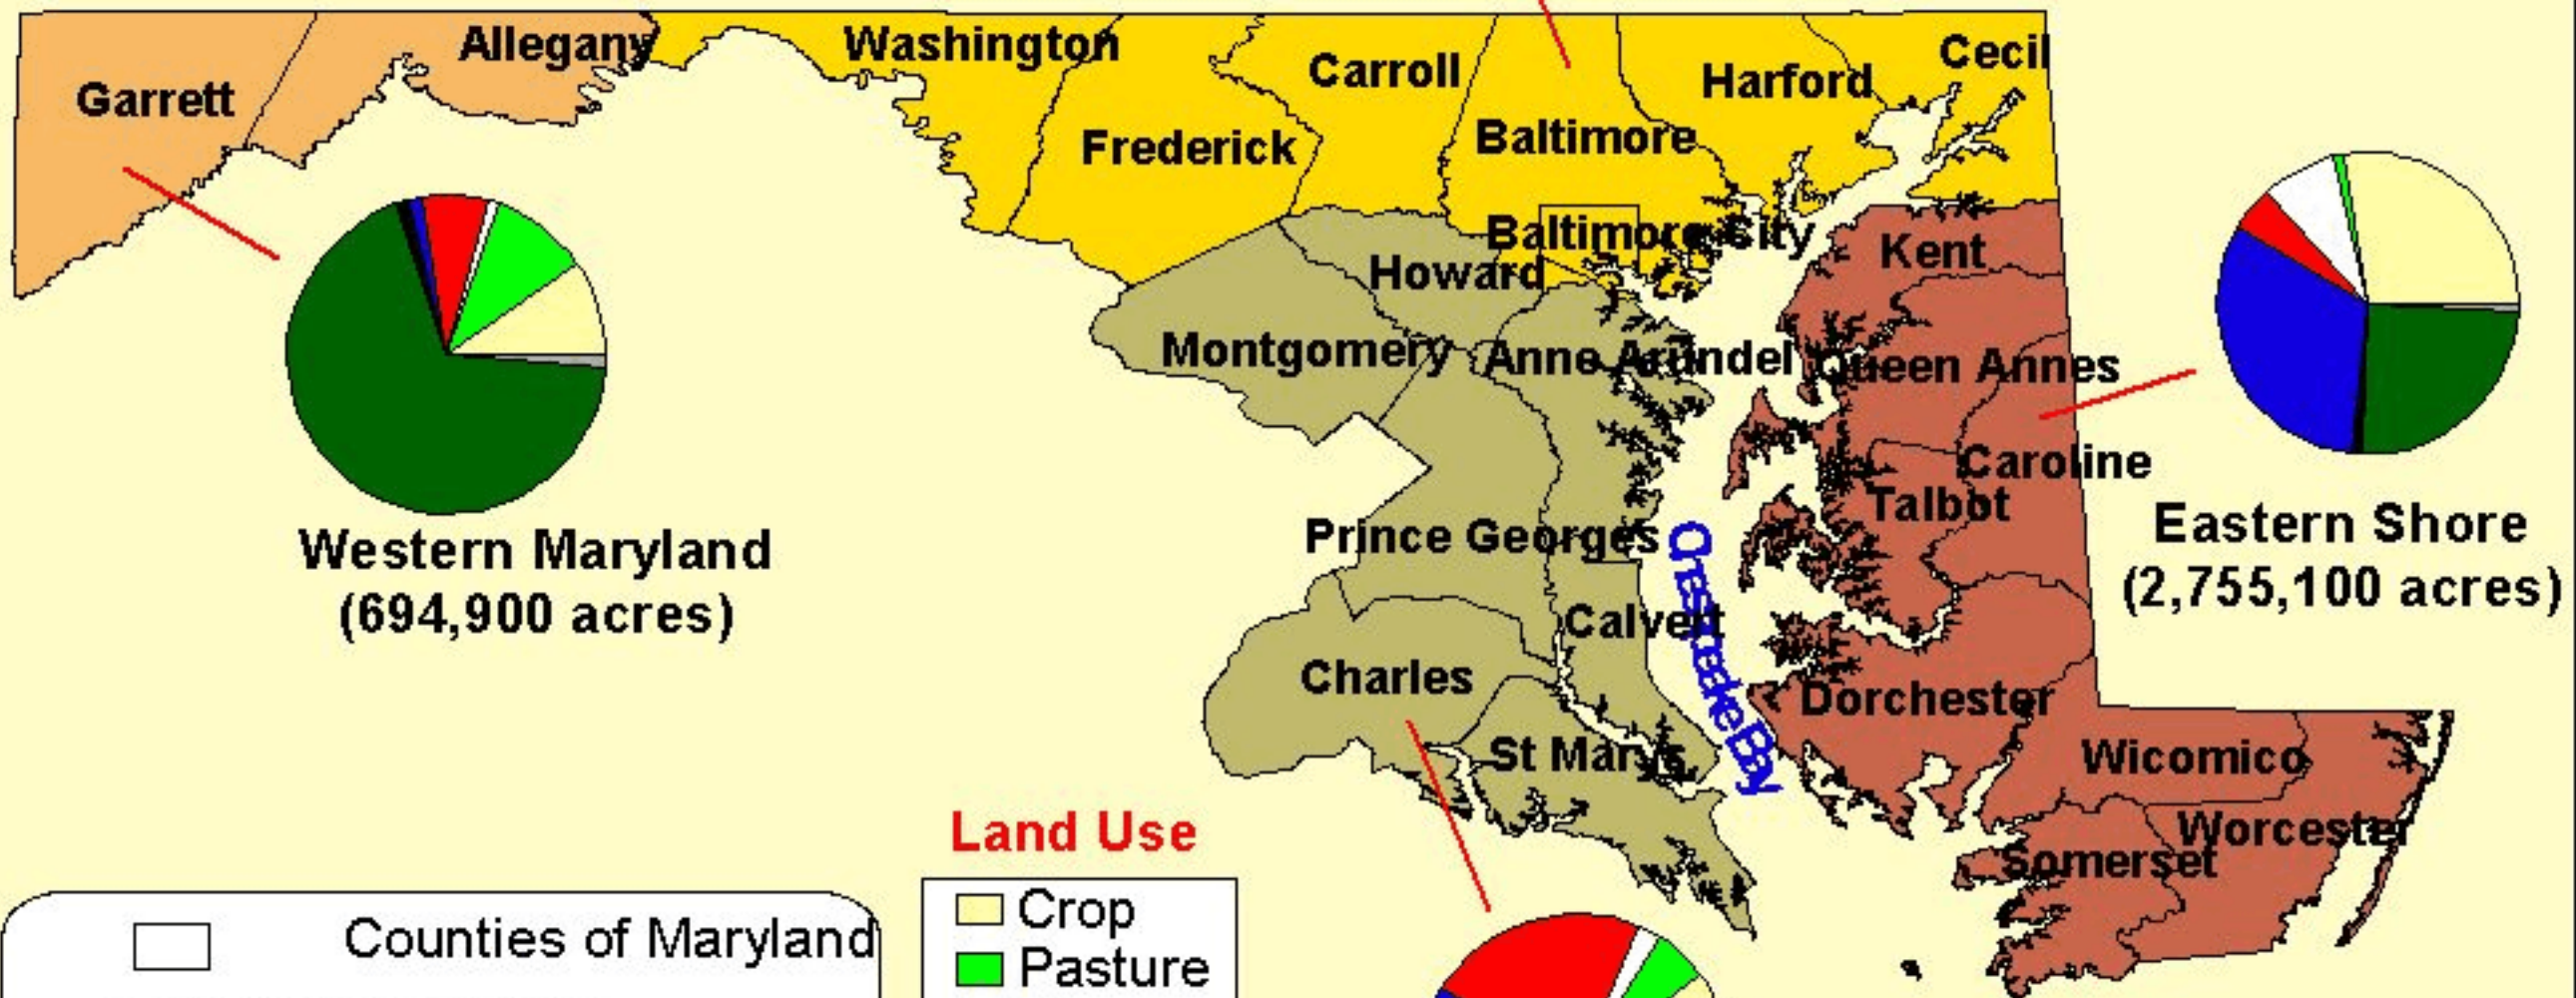 Allegany
Washington
Cecil
Garrett
Carroll
Harford
Frederick
Baltimore
Baltimore City
Kent
Howard
Montgomery
Anne Arundel
Queen Annes
Caroline
Talbot
Prince Georges
Eastern Shore
(2,755,100 acres)
Western Maryland
(694,900 acres)
Chesapeake Bay
Calvert
Charles
Dorchester
St Marys
Wicomico
Worcester
Somerset
Land Use
Crop
Pasture
Counties of Maryland